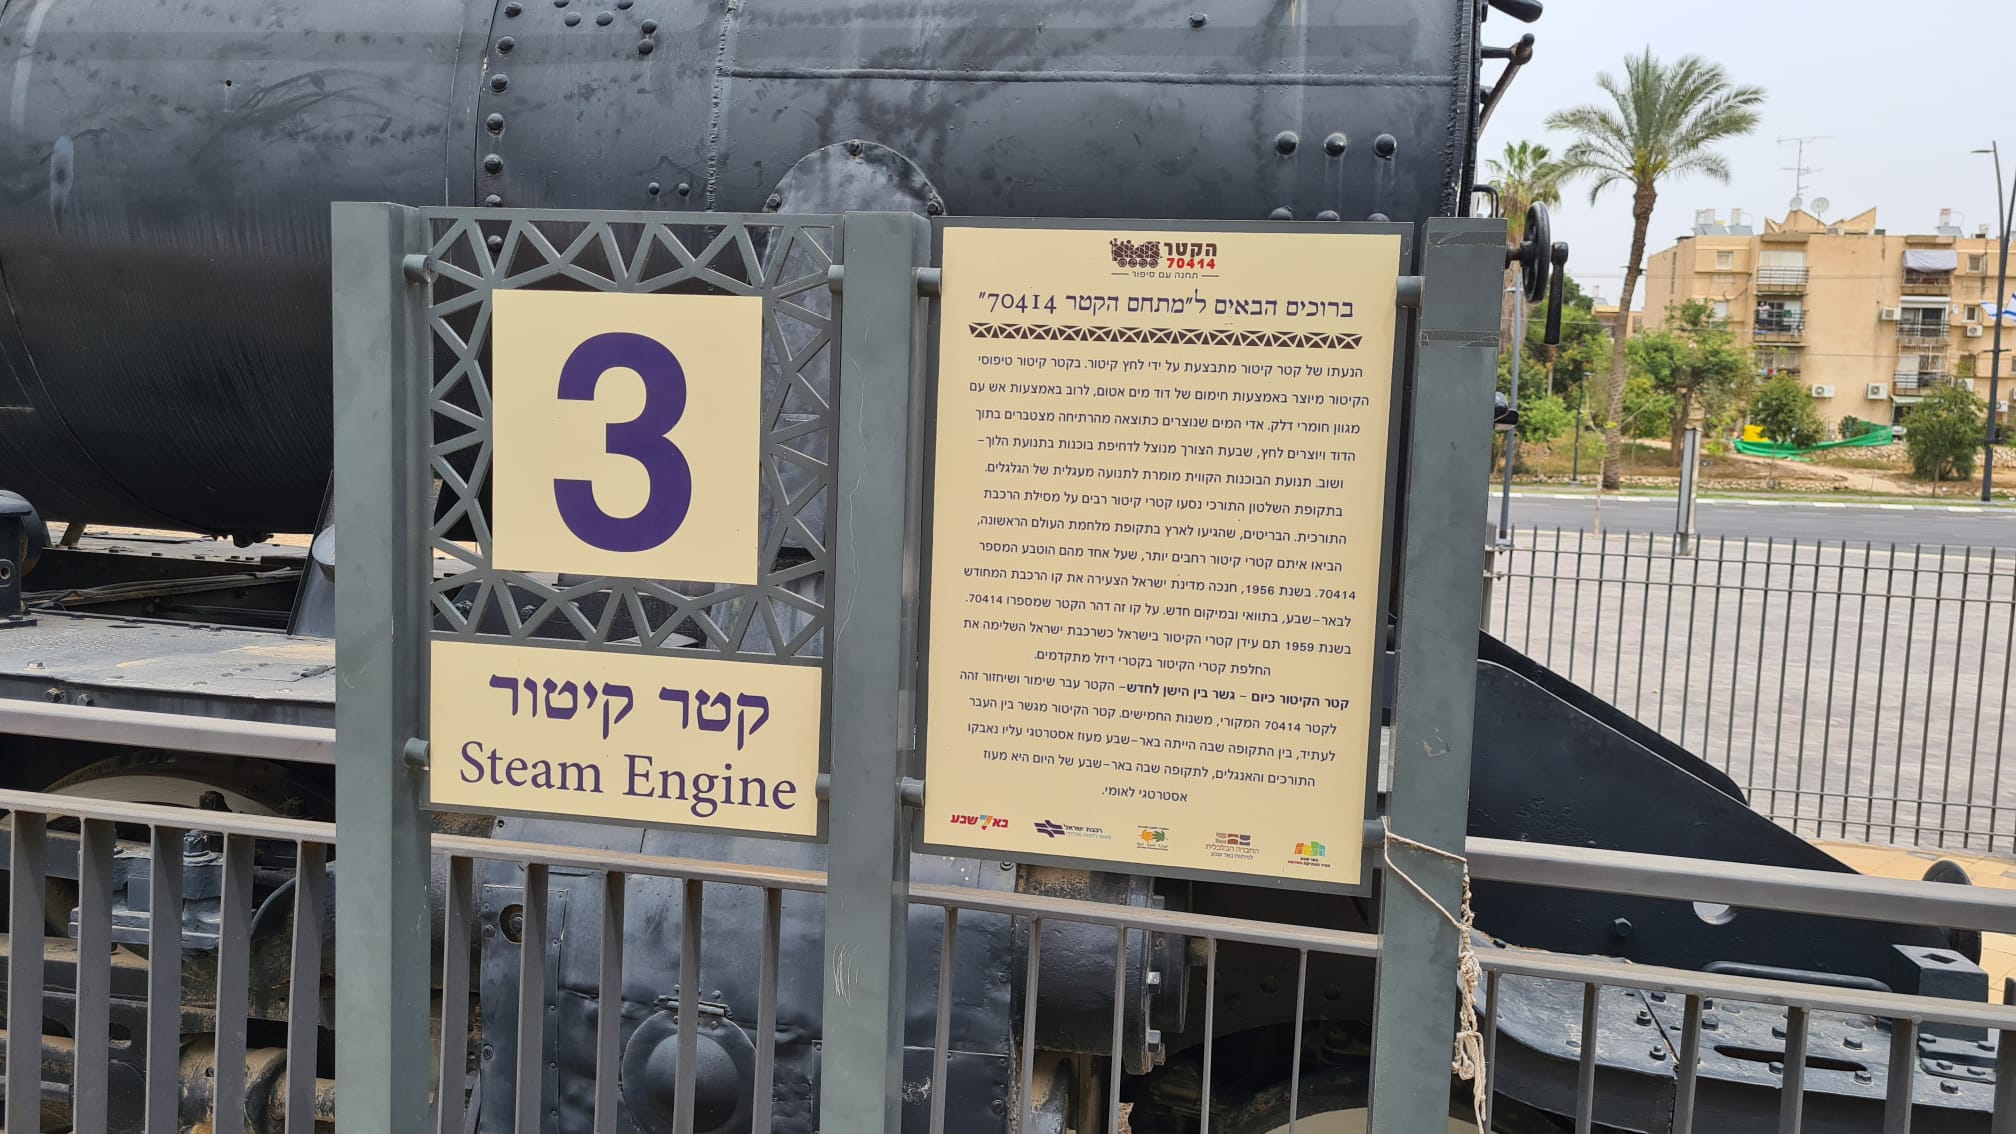 3
קטר קיטור
Steam Engine
הקטר
70414
תחנה עם סיפור
ברוכים הבאים ל"מתחם הקטר 70414"
הנעתו של קטר קיטור מתבצעת על ידי לחץ קיטור. בקטר קיטור טיפוסי
הקיטור מיוצר באמצעות חימום של דוד מים אטום, לרוב באמצעות אש עם
מגוון חומרי דלק. אדי המים שנוצרים כתוצאה מהרתיחה מצטברים בתוך
הדוד ויוצרים לחץ, שבעת הצורך מנוצל לדחיפת בוכנות בתנועת הלוך-
ושוב. תנועת הבוכנות הקווית מומרת לתנועה מעגלית של הגלגלים.
בתקופת השלטון התורכי נסעו קטרי קיטור רבים על מסילת הרכבת
התורכית. הבריטים, שהגיעו לארץ בתקופת מלחמת העולם הראשונה,
הביאו איתם קטרי קיטור רחבים יותר, שעל אחד מהם הוטבע המספר
70414. בשנת 1956, חנכה מדינת ישראל הצעירה את קו הרכבת המחודש
לבאר-שבע, בתוואי ובמיקום חדש. על קו זה דהר הקטר שמספרו 70414.
בשנת 1959 תם עידן קטרי הקיטור בישראל כשרכבת ישראל השלימה את
החלפת קטרי הקיטור בקטרי דיזל מתקדמים.
קטר הקיטור כיום - גשר בין הישן לחדש- הקטר עבר שימור ושיחזור זהה
לקטר 70414 המקורי, משנות החמישים. קטר הקיטור מגשר בין העבר
לעתיד, בין התקופה שבה הייתה באר-שבע מעוז אסטרטגי עליו נאבקו
התורכים והאנגלים, לתקופה שבה באר-שבע של היום היא מעוז
אסטרטגי לאומי.
החברה הכלכלית
לפיתוח באר שבע
רכבת ישראל
באר שבע